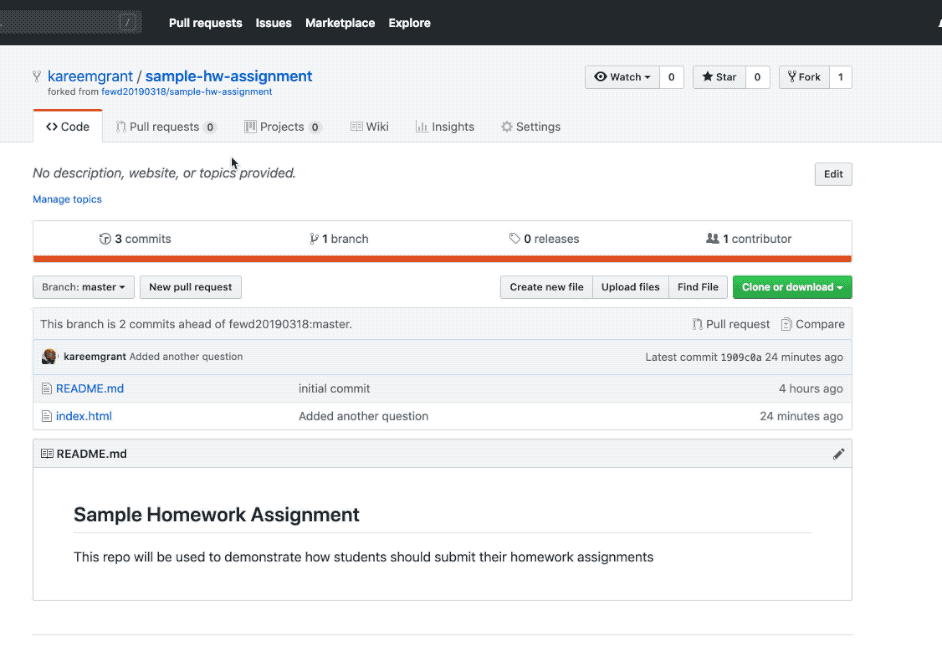 / Pull requests Issues Marketplace Explore
kareemgrant / sample-hw-assignment Watch 0 Star 0 Fork 1
forked from fewd20190318/sample-hw-assignment
Code Pull requests 0 Projects 0 Wiki Insights Settings
No description, website, or topics provided. Edit
Manage topics
3 commits 1 branch 0 releases 1 contributor
Branch: master New pull request Create new file Upload files Find File Clone or download
This branch is 2 commits ahead of fewd20190318:master. Pull request Compare
kareemgrant Added another question Latest commit 1909c0a 24 minutes ago
README.md initial commit 4 hours ago
index.html Added another question 24 minutes ago
README.md
Sample Homework Assignment
This repo will be used to demonstrate how students should submit their homework assignments